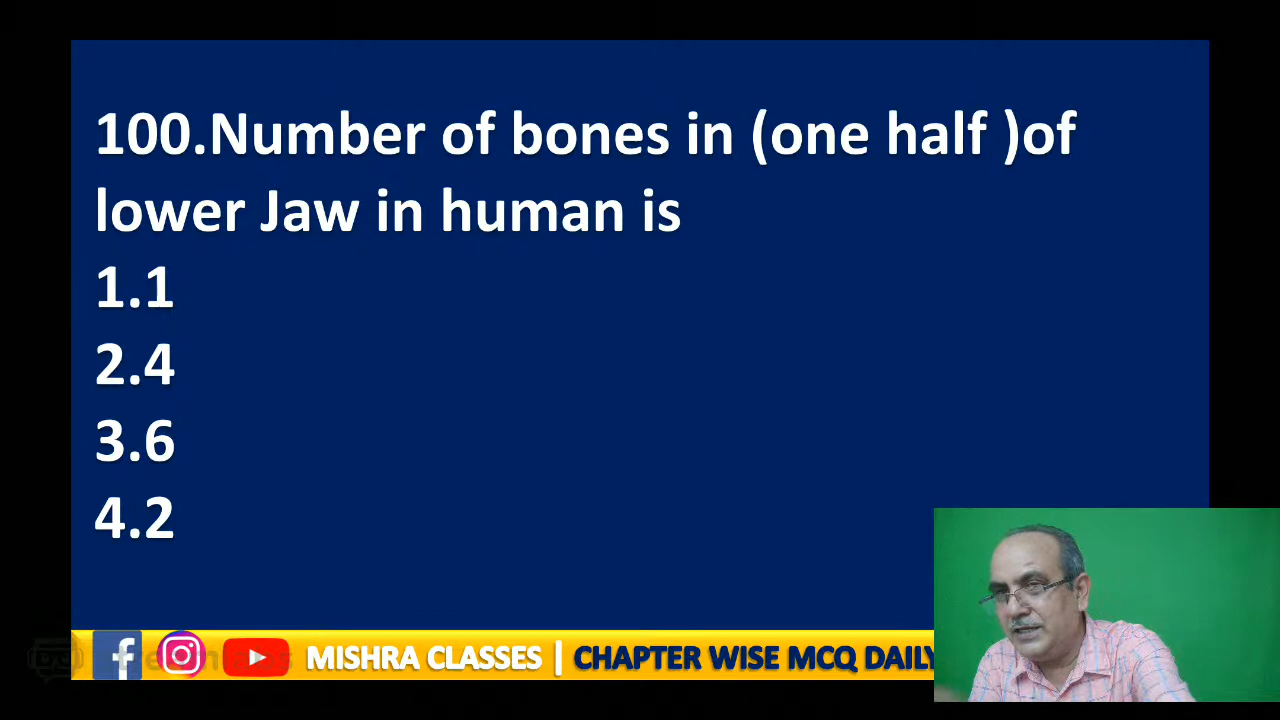 100.Number of bones in (one half )of
lower Jaw in human is
1.1
2.4
3.6
4.2
MISHRA CLASSES | CHAPTER WISE MCQ DAILY